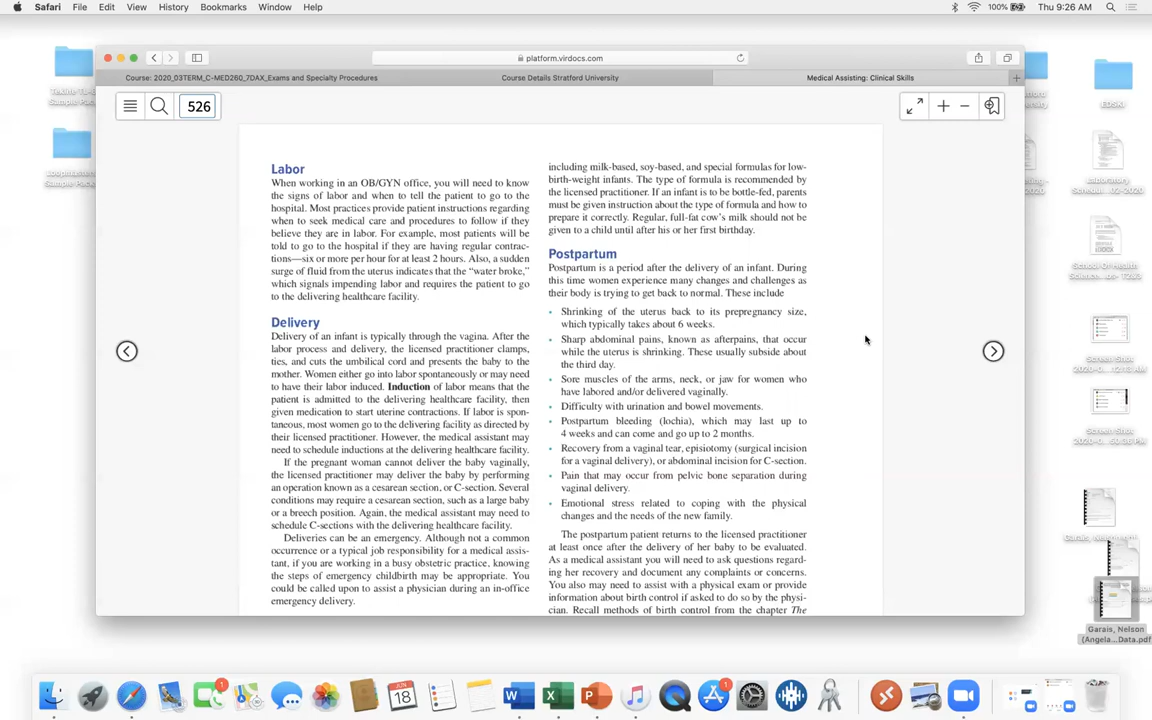 Safari File Edit View History Bookmarks Window Help
100% Thu 9:26 AM
platform.virdocs.com
Course: 2020_03TERM_C-MED260_7DAX_Exams and Specialty Procedures
Course Details Stratford University
Medical Assisting: Clinical Skills
526
Labor
When working in an OB/GYN office, you will need to know
the signs of labor and when to tell the patient to go to the
hospital. Most practices provide patient instructions regarding
when to seek medical care and procedures to follow if they
believe they are in labor. For example, most patients will be
told to go to the hospital if they are having regular contrac-
tions—six or more per hour for at least 2 hours. Also, a sudden
surge of fluid from the uterus indicates that the “water broke,”
which signals impending labor and requires the patient to go
to the delivering healthcare facility.
Delivery
Delivery of an infant is typically through the vagina. After the
labor process and delivery, the licensed practitioner clamps,
ties, and cuts the umbilical cord and presents the baby to the
mother. Women either go into labor spontaneously or may need
to have their labor induced. Induction of labor means that the
patient is admitted to the delivering healthcare facility, then
given medication to start uterine contractions. If labor is spon-
taneous, most women go to the delivering facility as directed by
their licensed practitioner. However, the medical assistant may
need to schedule inductions at the delivering healthcare facility.
If the pregnant woman cannot deliver the baby vaginally,
the licensed practitioner may deliver the baby by performing
an operation known as a cesarean section, or C-section. Several
conditions may require a cesarean section, such as a large baby
or a breech position. Again, the medical assistant may need to
schedule C-sections with the delivering healthcare facility.
Deliveries can be an emergency. Although not a common
occurrence or a typical job responsibility for a medical assis-
tant, if you are working in a busy obstetric practice, knowing
the steps of emergency childbirth may be appropriate. You
could be called upon to assist a physician during an in-office
emergency delivery.
including milk-based, soy-based, and special formulas for low-
birth-weight infants. The type of formula is recommended by
the licensed practitioner. If an infant is to be bottle-fed, parents
must be given instruction about the type of formula and how to
prepare it correctly. Regular, full-fat cow’s milk should not be
given to a child until after his or her first birthday.
Postpartum
Postpartum is a period after the delivery of an infant. During
this time women experience many changes and challenges as
their body is trying to get back to normal. These include
• Shrinking of the uterus back to its prepregnancy size,
which typically takes about 6 weeks.
• Sharp abdominal pains, known as afterpains, that occur
while the uterus is shrinking. These usually subside about
the third day.
• Sore muscles of the arms, neck, or jaw for women who
have labored and/or delivered vaginally.
• Difficulty with urination and bowel movements.
• Postpartum bleeding (lochia), which may last up to
4 weeks and can come and go up to 2 months.
• Recovery from a vaginal tear, episiotomy (surgical incision
for a vaginal delivery), or abdominal incision for C-section.
• Pain that may occur from pelvic bone separation during
vaginal delivery.
• Emotional stress related to coping with the physical
changes and the needs of the new family.
The postpartum patient returns to the licensed practitioner
at least once after the delivery of her baby to be evaluated.
As a medical assistant you will need to ask questions regard-
ing her recovery and document any complaints or concerns.
You also may need to assist with a physical exam or provide
information about birth control if asked to do so by the physi-
cian. Recall methods of birth control from the chapter The
Sample Pack
Sample Pack
EDSKI
Laboratory
School Of Health
Screen Shot
Screen Shot
Garais, Nelson
(Angela...Data.pdf
1
JUN
18
1